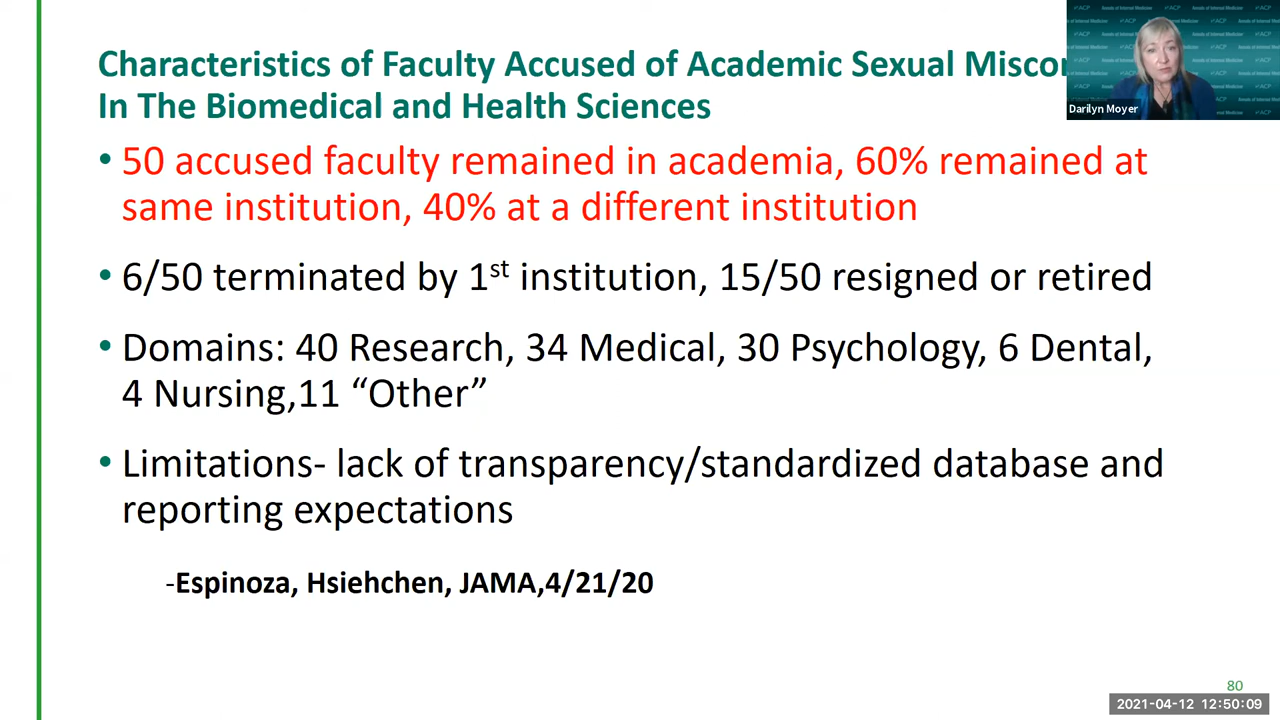 Characteristics of Faculty Accused of Academic Sexual
In The Biomedical and Health Sciences
• 50 accused faculty remained in academia, 60% remained at
same institution, 40% at a different institution
• 6/50 terminated by 1st institution, 15/50 resigned or retired
• Domains: 40 Research, 34 Medical, 30 Psychology, 6 Dental,
4 Nursing,11 “Other”
• Limitations- lack of transparency/standardized database and
reporting expectations
-Espinoza, Hsiehchen, JAMA,4/21/20
Darilyn Moyer
80
2021-04-12 12:50:09